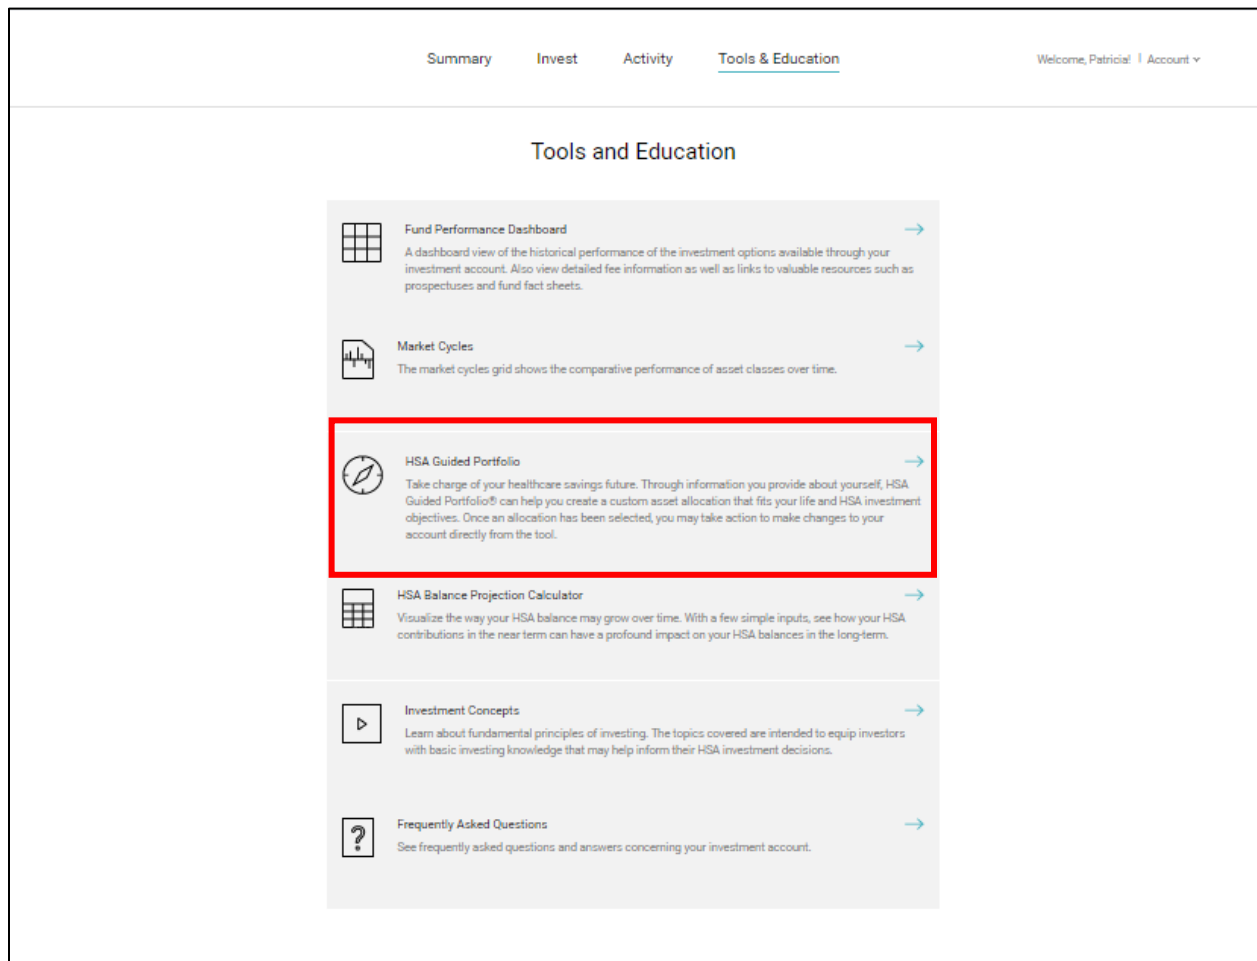 Summary Invest Activity Tools & Education Welcome, Patricia! | Account
Tools and Education
Fund Performance Dashboard
A dashboard view of the historical performance of the investment options available through your
investment account. Also view detailed fee information as well as links to valuable resources such as
prospectuses and fund fact sheets.
Market Cycles
The market cycles grid shows the comparative performance of asset classes over time.
HSA Guided Portfolio
Take charge of your healthcare savings future. Through information you provide about yourself, HSA
Guided Portfolio® can help you create a custom asset allocation that fits your life and HSA investment
objectives. Once an allocation has been selected, you may take action to make changes to your
account directly from the tool.
HSA Balance Projection Calculator
Visualize the way your HSA balance may grow over time. With a few simple inputs, see how your HSA
contributions in the near term can have a profound impact on your HSA balances in the long-term.
Investment Concepts
Learn about fundamental principles of investing. The topics covered are intended to equip investors
with basic investing knowledge that may help inform their HSA investment decisions.
Frequently Asked Questions
See frequently asked questions and answers concerning your investment account.